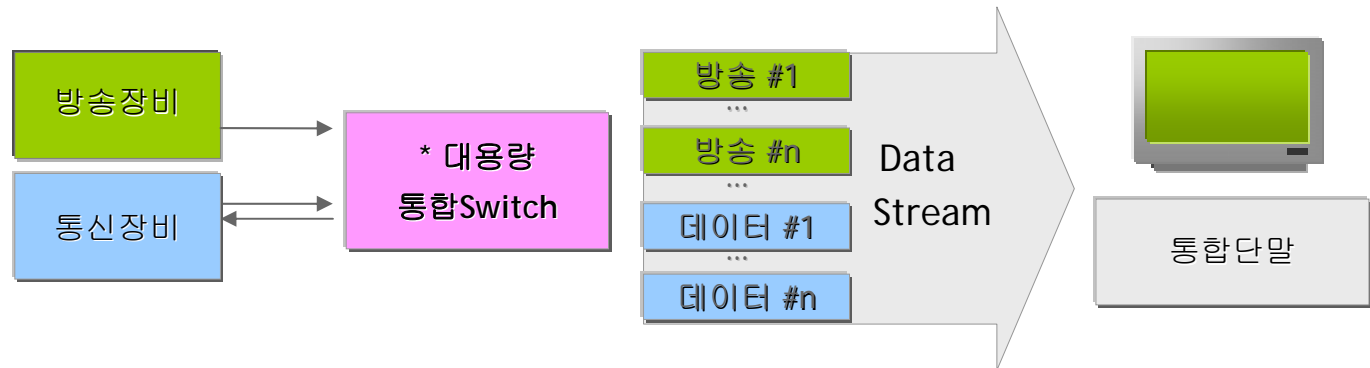 방송장비
통신장비
* 대용량
통합Switch
방송 #1
...
방송 #n
...
데이터 #1
...
데이터 #n
Data
Stream
통합단말